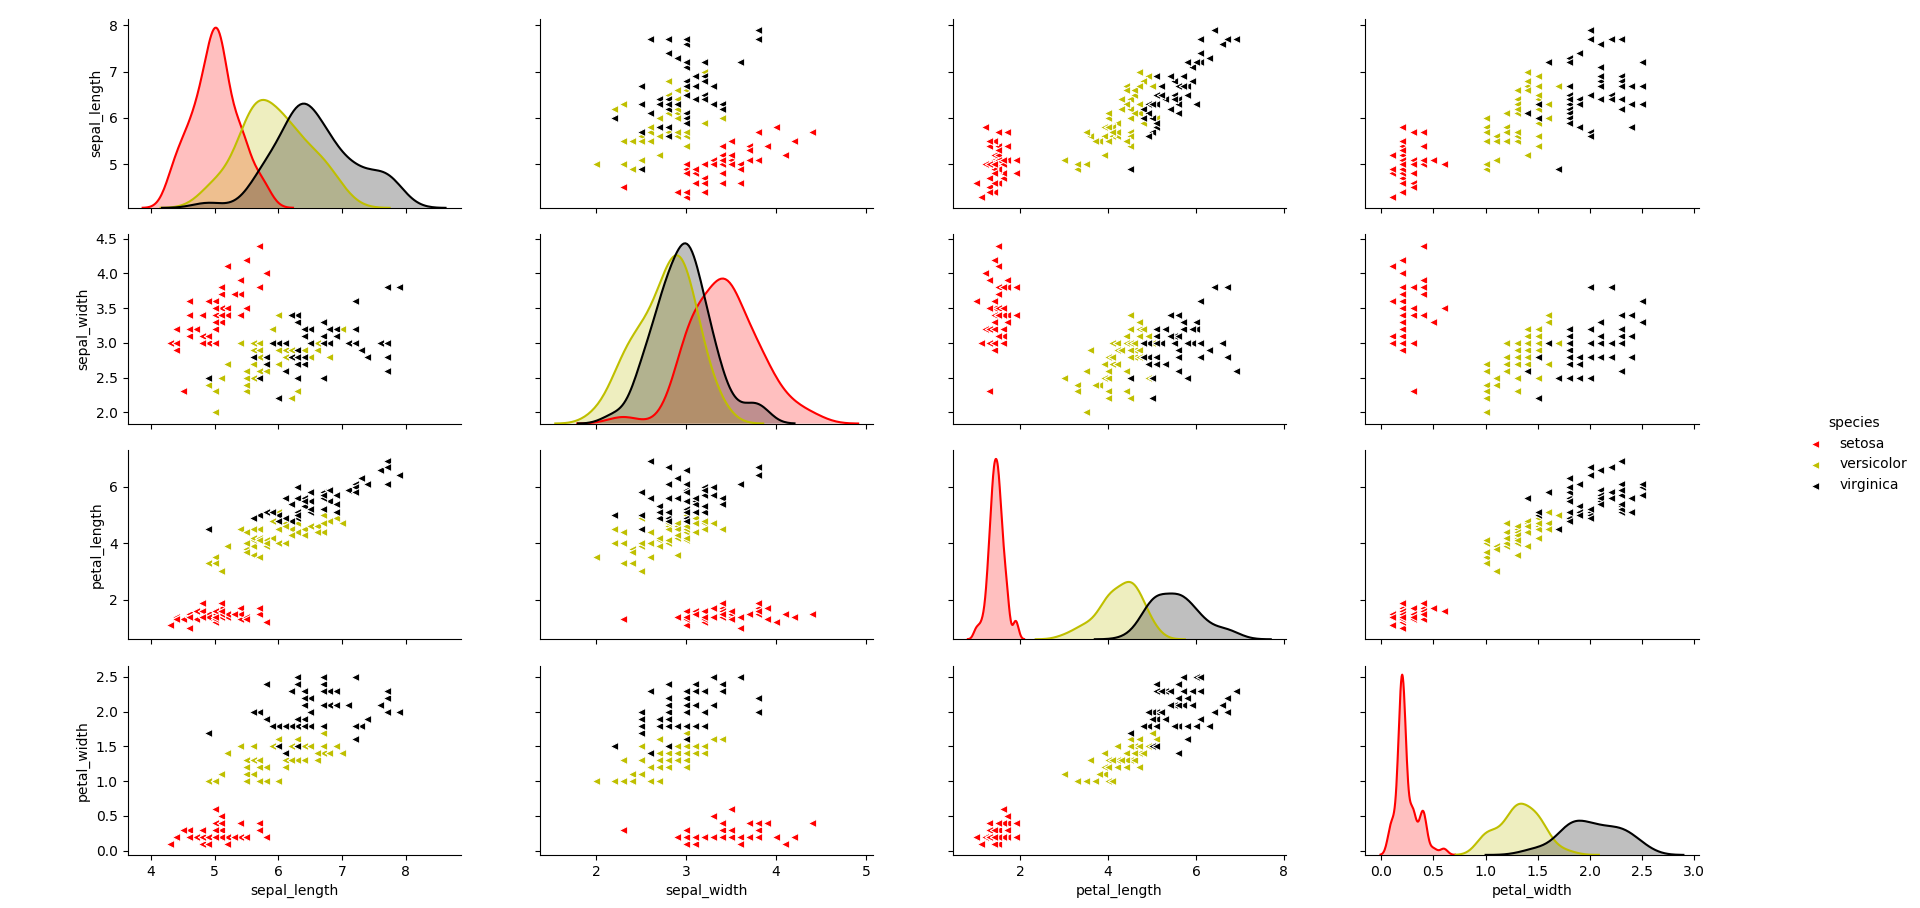 8
7
6
5
sepal_length
4.5
4.0
3.5
3.0
2.5
2.0
sepal_width
species
setosa
versicolor
virginica
6
4
2
petal_length
2.5
2.0
1.5
1.0
0.5
0.0
petal_width
4 5 6 7 8
sepal_length
2 3 4 5
sepal_width
2 4 6 8
petal_length
0.0 0.5 1.0 1.5 2.0 2.5 3.0
petal_width